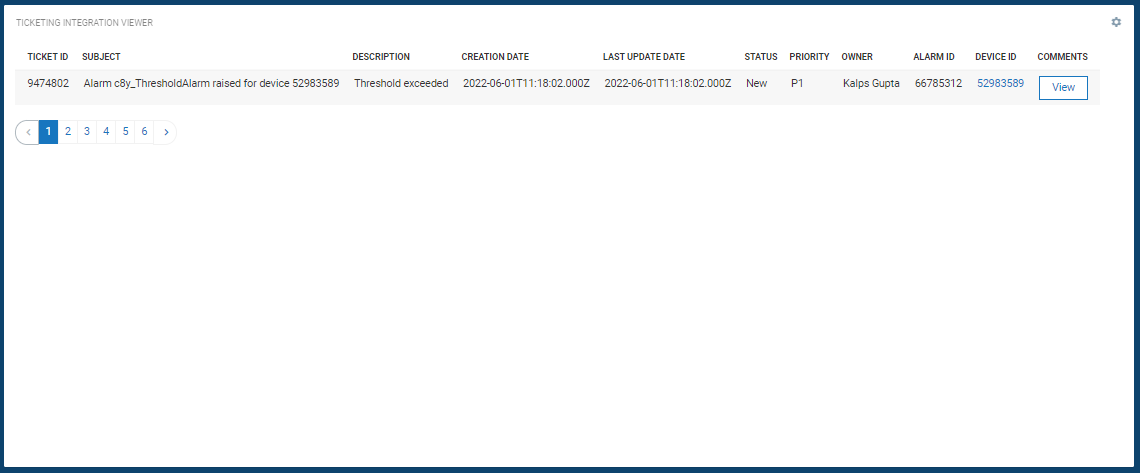 TICKETING INTEGRATION VIEWER
TICKET ID SUBJECT DESCRIPTION CREATION DATE LAST UPDATE DATE STATUS PRIORITY OWNER ALARM ID DEVICE ID COMMENTS
9474802 Alarm c8y_ThresholdAlarm raised for device 52983589 Threshold exceeded 2022-06-01T11:18:02.000Z 2022-06-01T11:18:02.000Z New P1 Kalps Gupta 66785312 52983589 View
‹ 1 2 3 4 5 6 ›